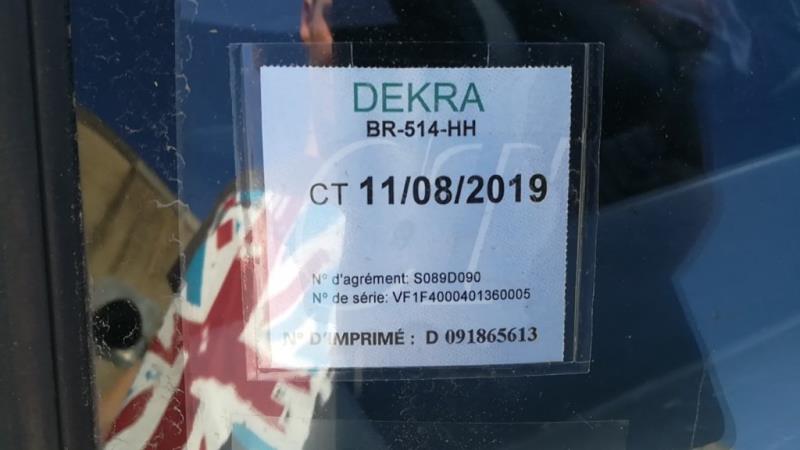 DEKRA
BR-514-HH
CT 11/08/2019
N° d'agrément: S089D090
N° de série: VF1F4000401360005
N° D'IMPRIMÉ : D 091865613